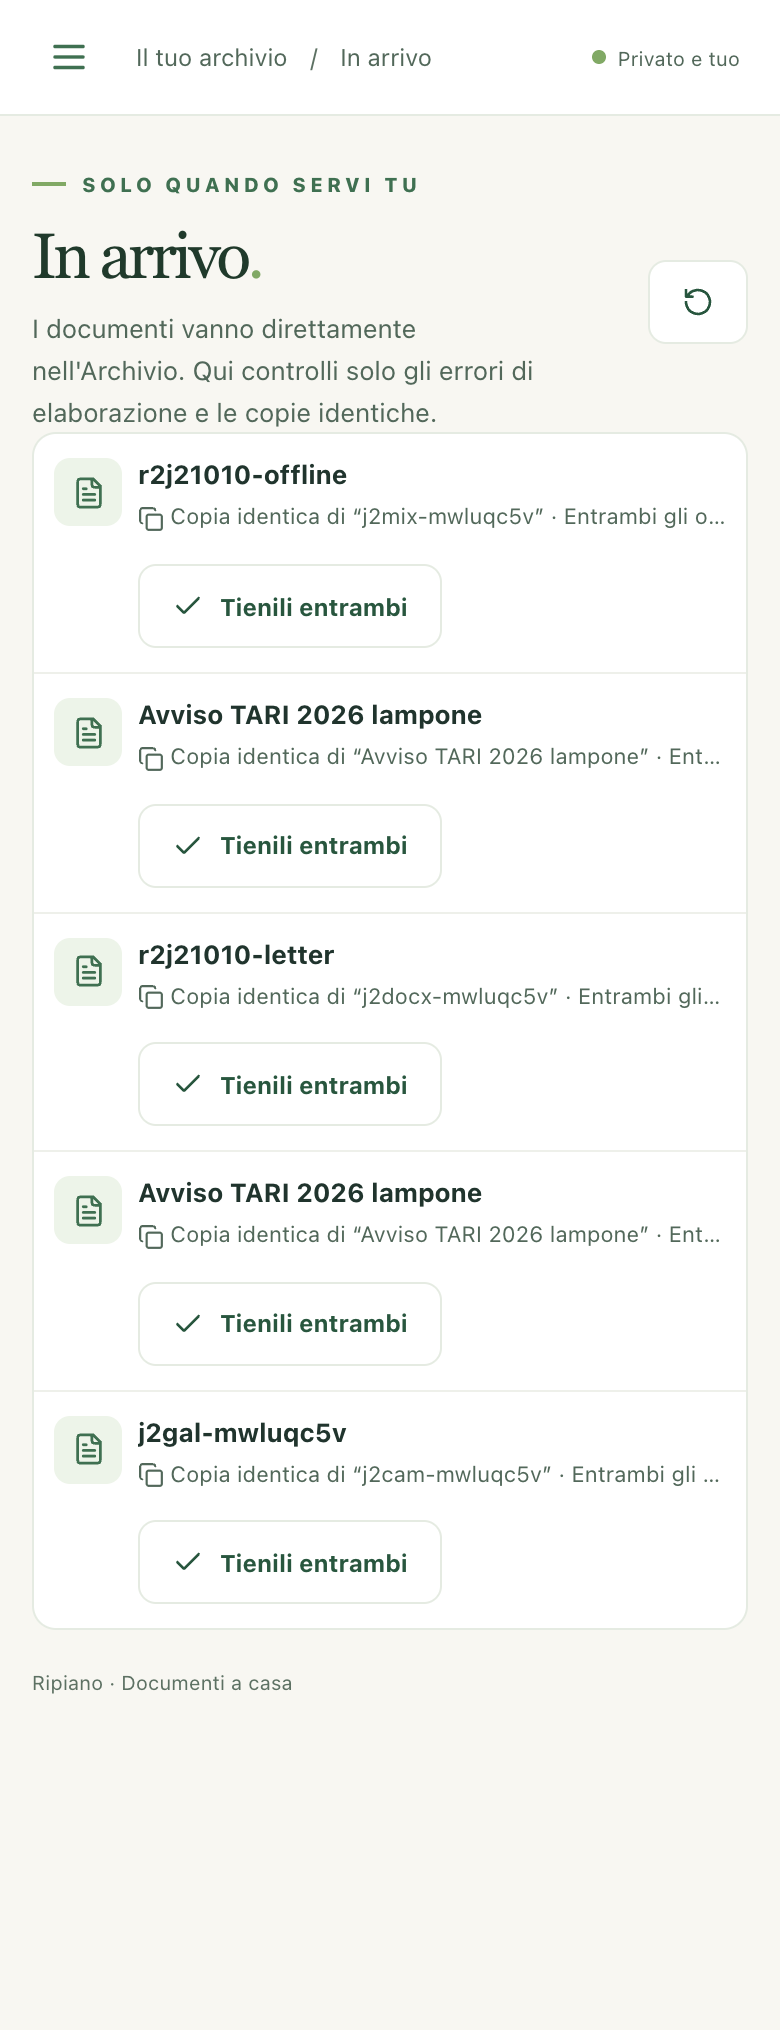 Il tuo archivio / In arrivo
Privato e tuo
SOLO QUANDO SERVI TU
In arrivo.
I documenti vanno direttamente
nell'Archivio. Qui controlli solo gli errori di
elaborazione e le copie identiche.
r2j21010-offline
Copia identica di “j2mix-mwluqc5v” · Entrambi gli o...
Tienili entrambi
Avviso TARI 2026 lampone
Copia identica di “Avviso TARI 2026 lampone” · Ent...
Tienili entrambi
r2j21010-letter
Copia identica di “j2docx-mwluqc5v” · Entrambi gli...
Tienili entrambi
Avviso TARI 2026 lampone
Copia identica di “Avviso TARI 2026 lampone” · Ent...
Tienili entrambi
j2gal-mwluqc5v
Copia identica di “j2cam-mwluqc5v” · Entrambi gli ...
Tienili entrambi
Ripiano · Documenti a casa